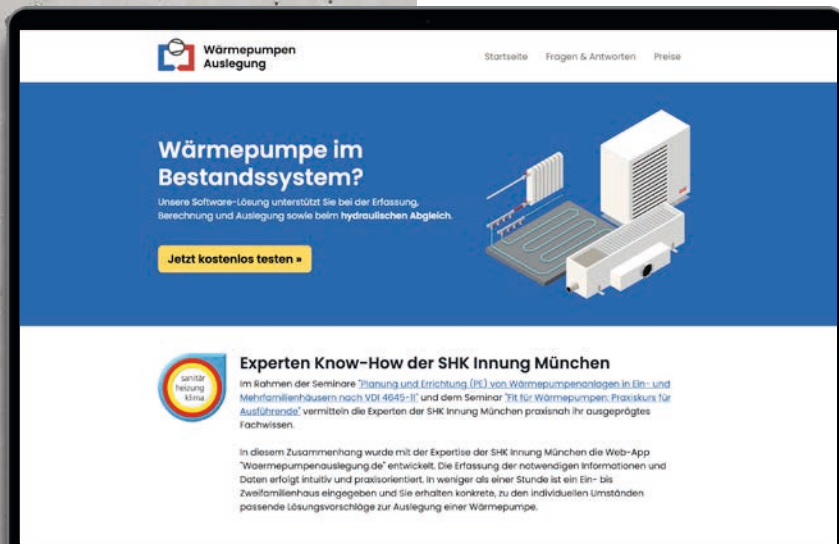 Wärmepumpen
Auslegung
Startseite Fragen & Antworten Preise
Wärmepumpe im
Bestandssystem?
Unsere Software-Lösung unterstützt Sie bei der Erfassung,
Berechnung und Auslegung sowie beim hydraulischen Abgleich.
Jetzt kostenlos testen »
sanitär
heizung
klima
Experten Know-How der SHK Innung München
Im Rahmen der Seminare "Planung und Errichtung (PE) von Wärmepumpenanlagen in Ein- und
Mehrfamilienhäusern nach VDI 4645-1" und dem Seminar "Fit für Wärmepumpen: Praxiskurs für
Ausführende" vermitteln die Experten der SHK Innung München praxisnah ihr ausgeprägtes
Fachwissen.
In diesem Zusammenhang wurde mit der Expertise der SHK Innung München die Web-App
"Waermepumpenauslegung.de" entwickelt. Die Erfassung der notwendigen Informationen und
Daten erfolgt intuitiv und praxisorientiert. In weniger als einer Stunde ist ein Ein- bis
Zweifamilienhaus eingegeben und Sie erhalten konkrete, zu den individuellen Umständen
passende Lösungsvorschläge zur Auslegung einer Wärmepumpe.